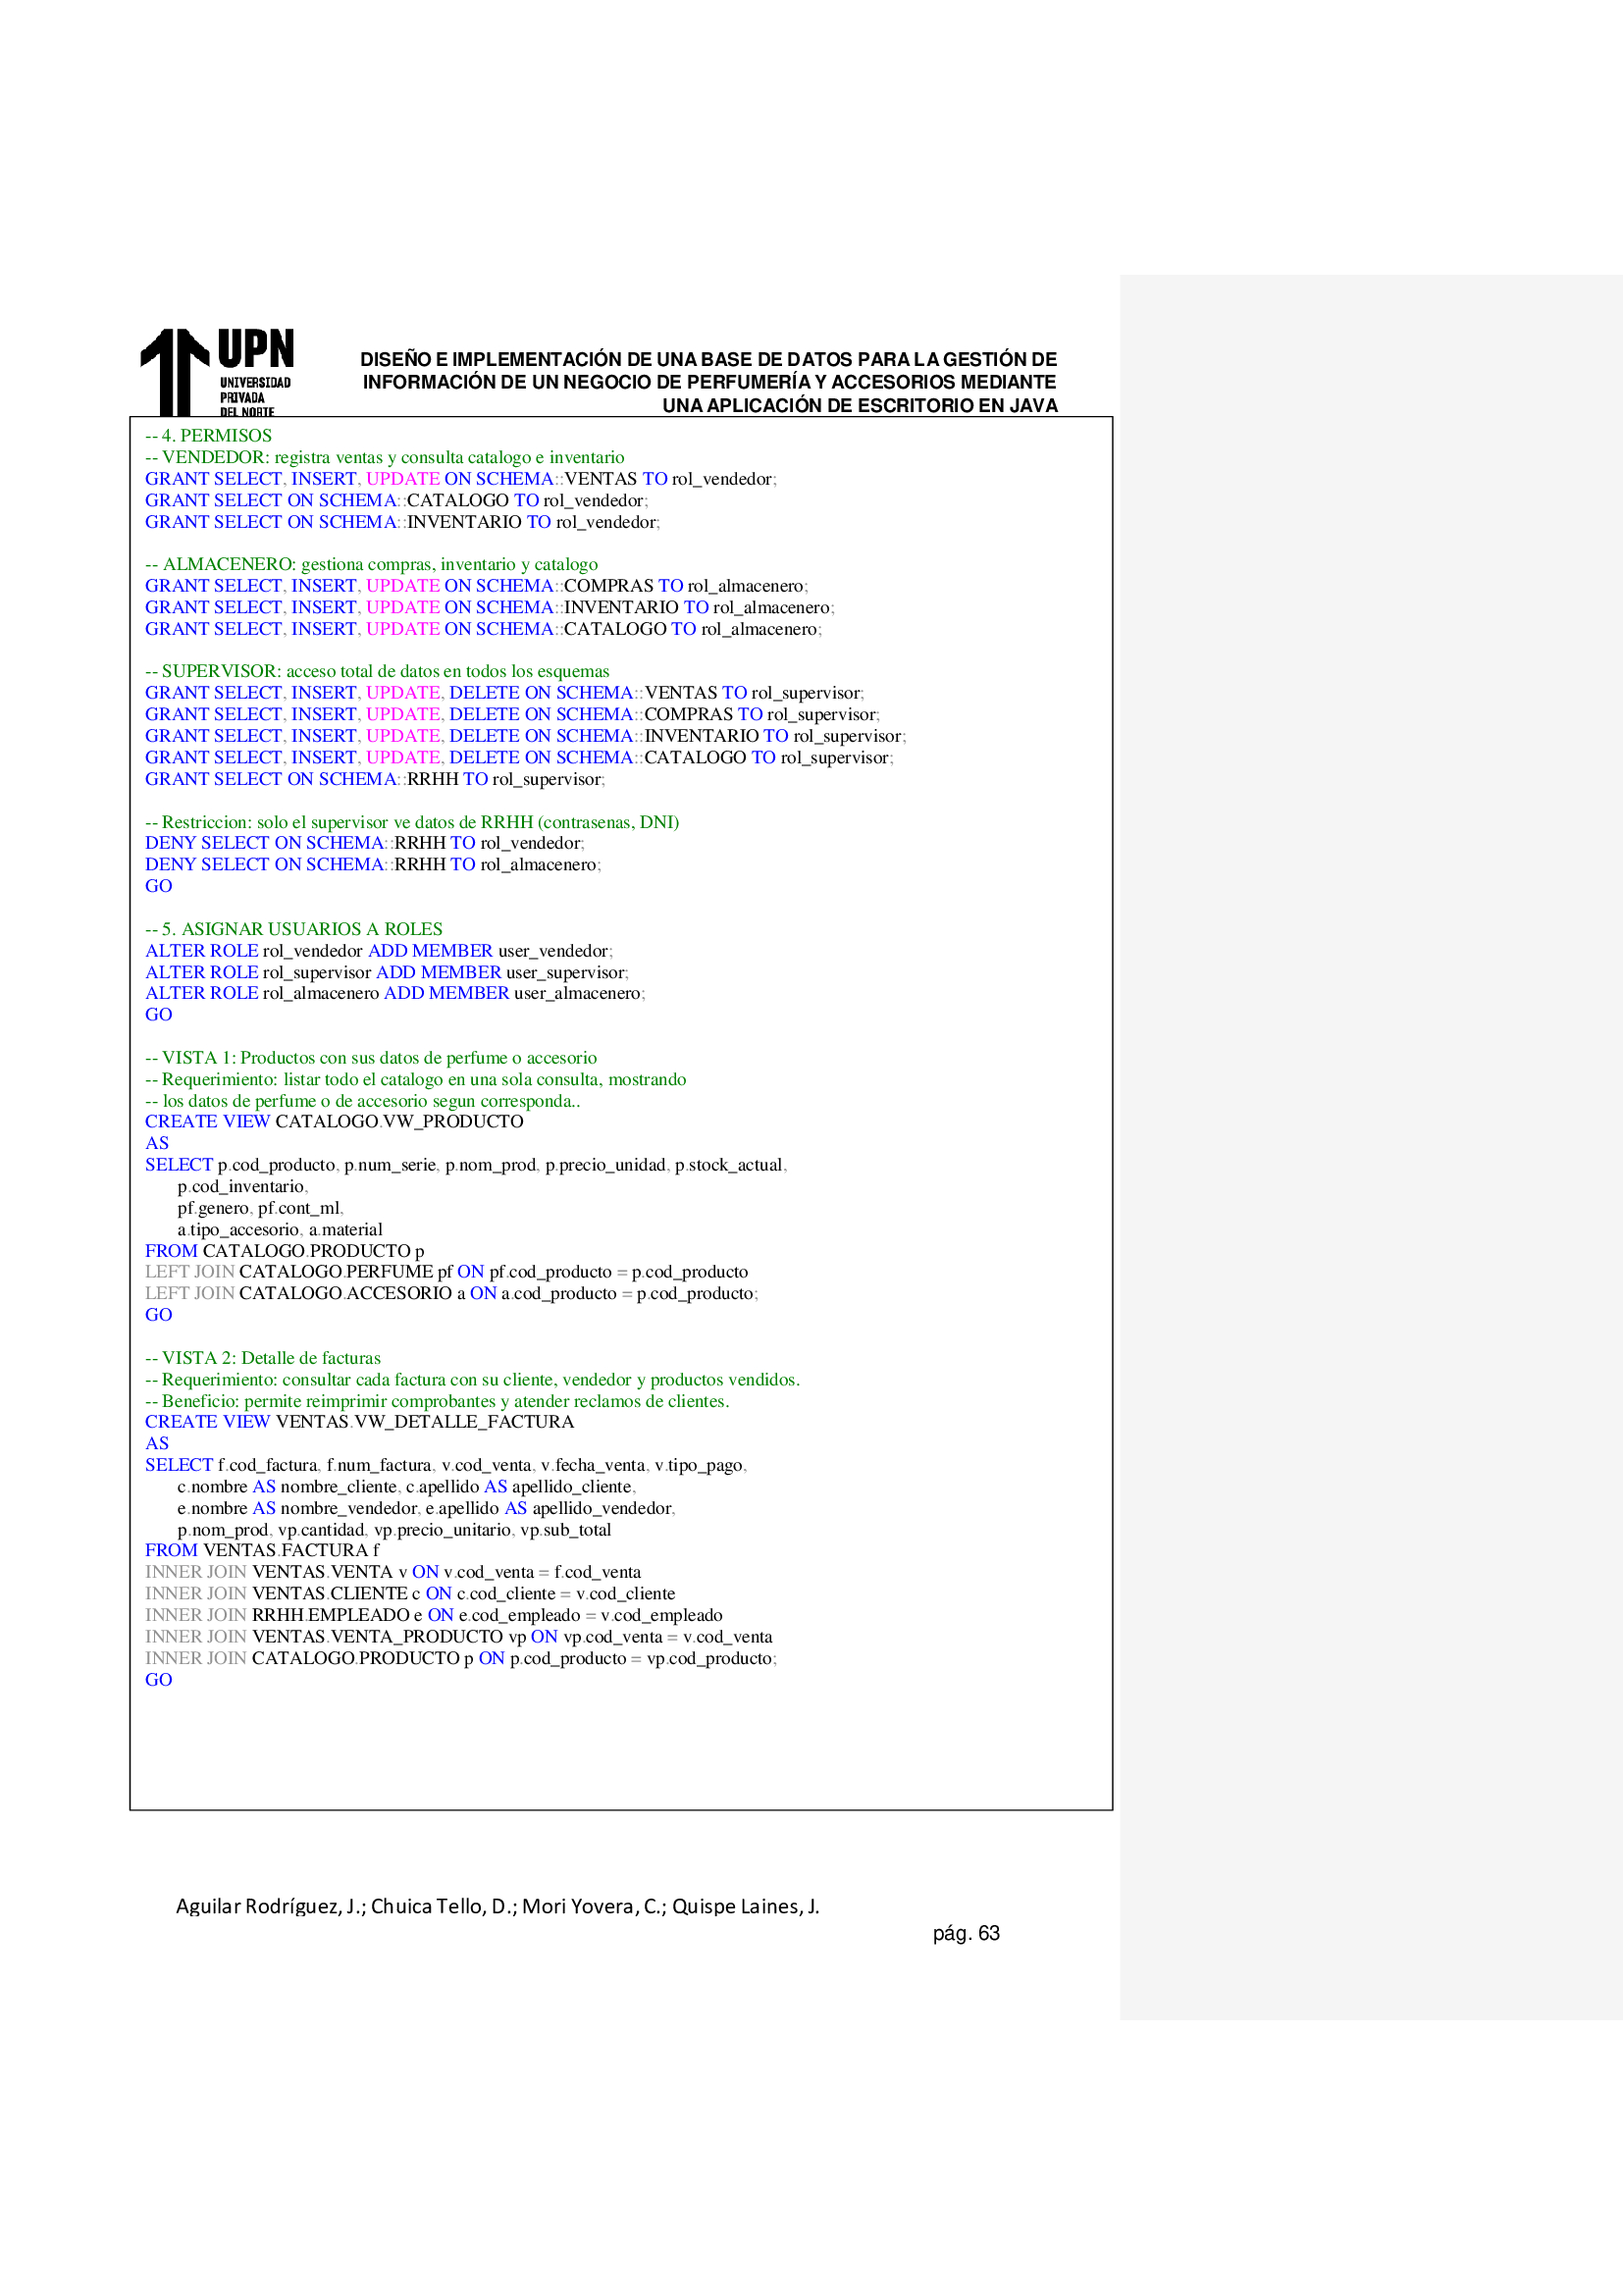 UPN
UNIVERSIDAD
PRIVADA
DEL NORTE
DISEÑO E IMPLEMENTACIÓN DE UNA BASE DE DATOS PARA LA GESTIÓN DE
INFORMACIÓN DE UN NEGOCIO DE PERFUMERÍA Y ACCESORIOS MEDIANTE
UNA APLICACIÓN DE ESCRITORIO EN JAVA
-- 4. PERMISOS
-- VENDEDOR: registra ventas y consulta catalogo e inventario
GRANT SELECT, INSERT, UPDATE ON SCHEMA::VENTAS TO rol_vendedor;
GRANT SELECT ON SCHEMA::CATALOGO TO rol_vendedor;
GRANT SELECT ON SCHEMA::INVENTARIO TO rol_vendedor;
-- ALMACENERO: gestiona compras, inventario y catalogo
GRANT SELECT, INSERT, UPDATE ON SCHEMA::COMPRAS TO rol_almacenero;
GRANT SELECT, INSERT, UPDATE ON SCHEMA::INVENTARIO TO rol_almacenero;
GRANT SELECT, INSERT, UPDATE ON SCHEMA::CATALOGO TO rol_almacenero;
-- SUPERVISOR: acceso total de datos en todos los esquemas
GRANT SELECT, INSERT, UPDATE, DELETE ON SCHEMA::VENTAS TO rol_supervisor;
GRANT SELECT, INSERT, UPDATE, DELETE ON SCHEMA::COMPRAS TO rol_supervisor;
GRANT SELECT, INSERT, UPDATE, DELETE ON SCHEMA::INVENTARIO TO rol_supervisor;
GRANT SELECT, INSERT, UPDATE, DELETE ON SCHEMA::CATALOGO TO rol_supervisor;
GRANT SELECT ON SCHEMA::RRHH TO rol_supervisor;
-- Restriccion: solo el supervisor ve datos de RRHH (contrasenas, DNI)
DENY SELECT ON SCHEMA::RRHH TO rol_vendedor;
DENY SELECT ON SCHEMA::RRHH TO rol_almacenero;
GO
-- 5. ASIGNAR USUARIOS A ROLES
ALTER ROLE rol_vendedor ADD MEMBER user_vendedor;
ALTER ROLE rol_supervisor ADD MEMBER user_supervisor;
ALTER ROLE rol_almacenero ADD MEMBER user_almacenero;
GO
-- VISTA 1: Productos con sus datos de perfume o accesorio
-- Requerimiento: listar todo el catalogo en una sola consulta, mostrando
-- los datos de perfume o de accesorio segun corresponda..
CREATE VIEW CATALOGO.VW_PRODUCTO
AS
SELECT p.cod_producto, p.num_serie, p.nom_prod, p.precio_unidad, p.stock_actual,
p.cod_inventario,
pf.genero, pf.cont_ml,
a.tipo_accesorio, a.material
FROM CATALOGO.PRODUCTO p
LEFT JOIN CATALOGO.PERFUME pf ON pf.cod_producto = p.cod_producto
LEFT JOIN CATALOGO.ACCESORIO a ON a.cod_producto = p.cod_producto;
GO
-- VISTA 2: Detalle de facturas
-- Requerimiento: consultar cada factura con su cliente, vendedor y productos vendidos.
-- Beneficio: permite reimprimir comprobantes y atender reclamos de clientes.
CREATE VIEW VENTAS.VW_DETALLE_FACTURA
AS
SELECT f.cod_factura, f.num_factura, v.cod_venta, v.fecha_venta, v.tipo_pago,
c.nombre AS nombre_cliente, c.apellido AS apellido_cliente,
e.nombre AS nombre_vendedor, e.apellido AS apellido_vendedor,
p.nom_prod, vp.cantidad, vp.precio_unitario, vp.sub_total
FROM VENTAS.FACTURA f
INNER JOIN VENTAS.VENTA v ON v.cod_venta = f.cod_venta
INNER JOIN VENTAS.CLIENTE c ON c.cod_cliente = v.cod_cliente
INNER JOIN RRHH.EMPLEADO e ON e.cod_empleado = v.cod_empleado
INNER JOIN VENTAS.VENTA_PRODUCTO vp ON vp.cod_venta = v.cod_venta
INNER JOIN CATALOGO.PRODUCTO p ON p.cod_producto = vp.cod_producto;
GO
Aguilar Rodríguez, J.; Chuica Tello, D.; Mori Yovera, C.; Quispe Laines, J.
pág. 63